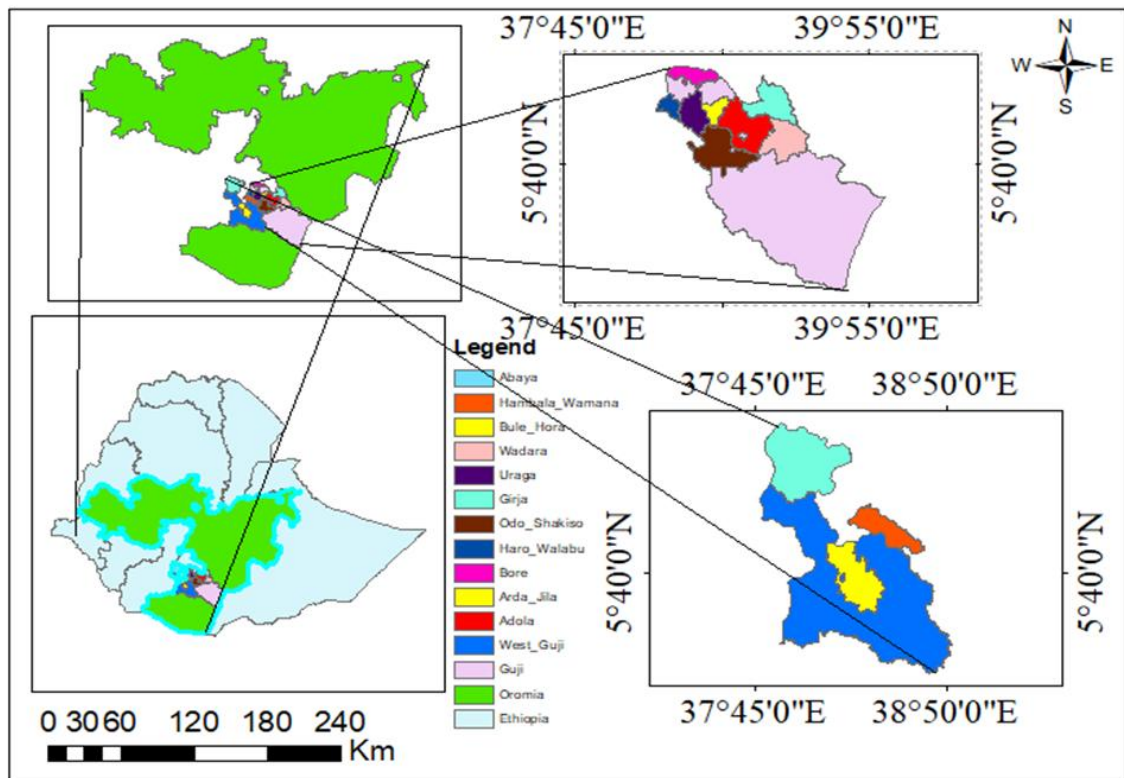 37°45'0"E 39°55'0"E
N
W E
S
5°40'0"N 5°40'0"N
37°45'0"E 39°55'0"E
Legend
Abaya
Hambala_Wamana
Bule_Hora
Wadara
Uraga
Girja
Odo_Shakiso
Haro_Walabu
Bore
Arda_Jila
Adola
West_Guji
Guji
Oromia
Ethiopia
37°45'0"E 38°50'0"E
5°40'0"N 5°40'0"N
37°45'0"E 38°50'0"E
0 30 60 120 180 240
Km